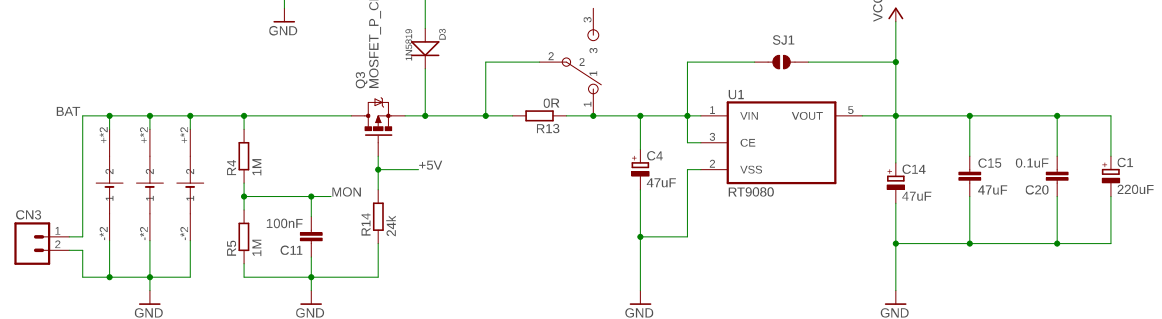 GND
Q3
MOSFET_P_C
1N5819
D3
3
3
2
2
1
1
SJ1
VCC
BAT
+*2
+*2
+*2
2
2
2
1
1
1
-*2
-*2
-*2
CN3
1
2
R4
1M
MON
R5
1M
100nF
C11
+5V
R14
24k
0R
R13
U1
1
VIN
VOUT
5
3
CE
2
VSS
RT9080
C4
47uF
C14
47uF
C15
47uF
0.1uF
C20
C1
220uF
GND
GND
GND
GND